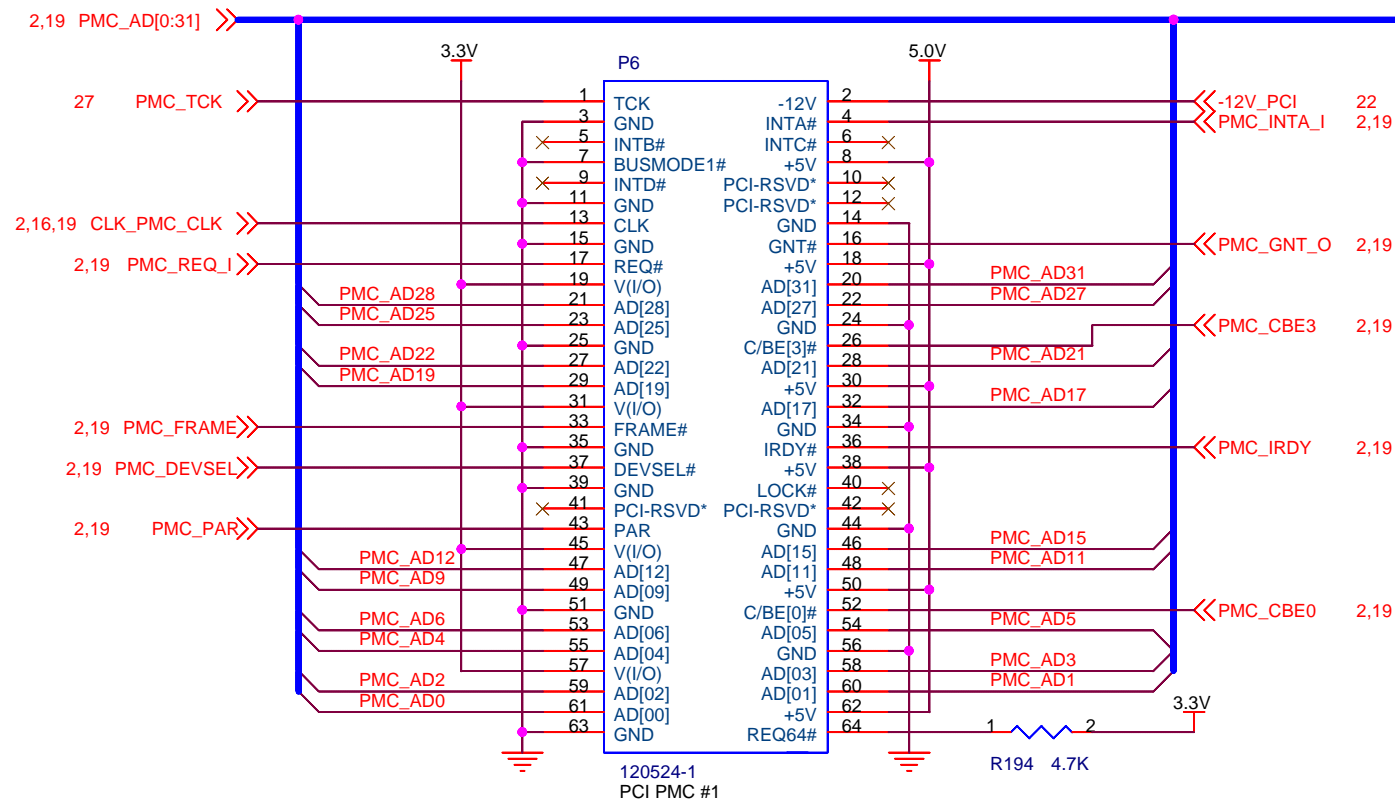 2,19 PMC_AD[0:31]
3.3V 5.0V
P6
27 PMC_TCK 1 TCK -12V 2 -12V_PCI 22
3 GND INTA# 4 PMC_INTA_I 2,19
5 INTB# INTC# 6
7 BUSMODE1# +5V 8
9 INTD# PCI-RSVD* 10
11 GND PCI-RSVD* 12
2,16,19 CLK_PMC_CLK 13 CLK GND 14
15 GND GNT# 16 PMC_GNT_O 2,19
2,19 PMC_REQ_I 17 REQ# +5V 18
19 V(I/O) AD[31] 20 PMC_AD31
PMC_AD28 21 AD[28] AD[27] 22 PMC_AD27
PMC_AD25 23 AD[25] GND 24 PMC_CBE3 2,19
25 GND C/BE[3]# 26
PMC_AD22 27 AD[22] AD[21] 28 PMC_AD21
PMC_AD19 29 AD[19] +5V 30
31 V(I/O) AD[17] 32 PMC_AD17
2,19 PMC_FRAME 33 FRAME# GND 34
35 GND IRDY# 36 PMC_IRDY 2,19
2,19 PMC_DEVSEL 37 DEVSEL# +5V 38
39 GND LOCK# 40
41 PCI-RSVD* PCI-RSVD* 42
2,19 PMC_PAR 43 PAR GND 44
45 V(I/O) AD[15] 46 PMC_AD15
PMC_AD12 47 AD[12] AD[11] 48 PMC_AD11
PMC_AD9 49 AD[09] +5V 50
51 GND C/BE[0]# 52 PMC_CBE0 2,19
PMC_AD6 53 AD[06] AD[05] 54 PMC_AD5
PMC_AD4 55 AD[04] GND 56
57 V(I/O) AD[03] 58 PMC_AD3
PMC_AD2 59 AD[02] AD[01] 60 PMC_AD1
PMC_AD0 61 AD[00] +5V 62
3.3V
63 GND REQ64# 64 1 2
R194 4.7K
120524-1
PCI PMC #1